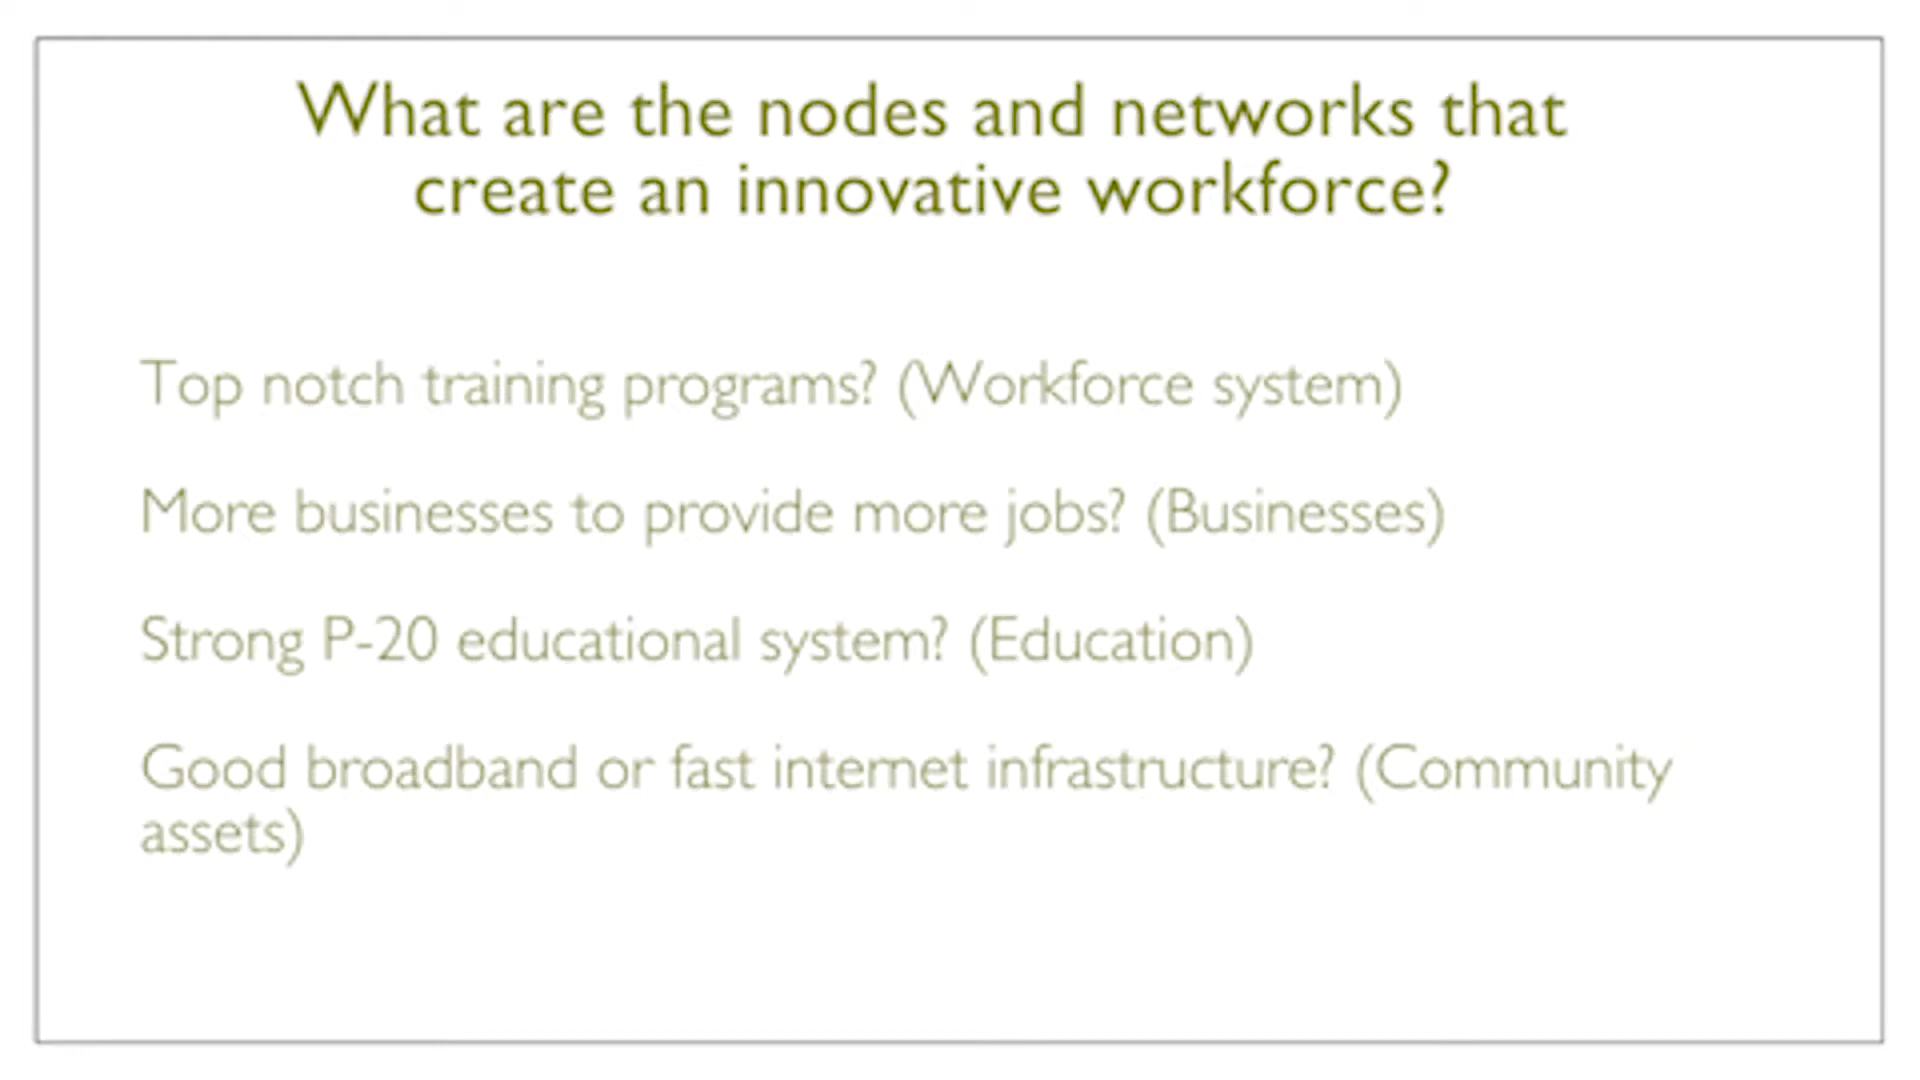 What are the nodes and networks that
create an innovative workforce?
Top notch training programs? (Workforce system)
More businesses to provide more jobs? (Businesses)
Strong P-20 educational system? (Education)
Good broadband or fast internet infrastructure? (Community
assets)